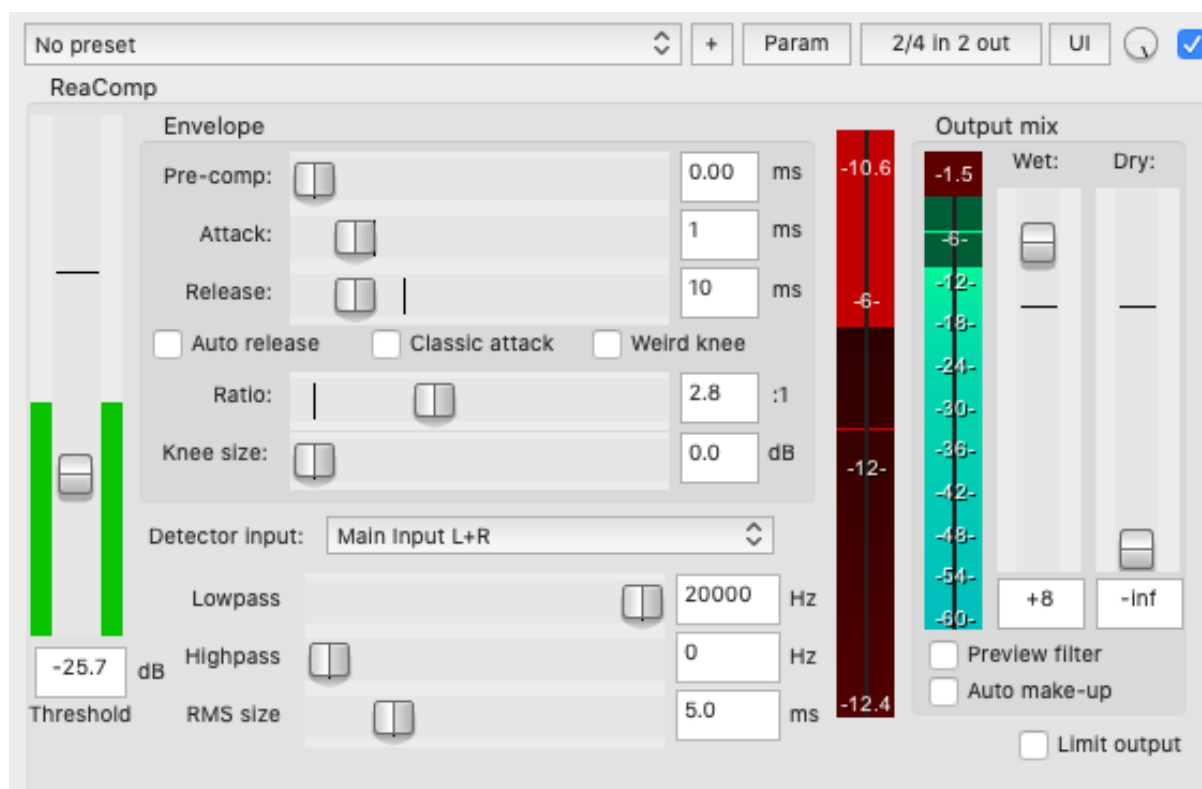 No preset + Param 2/4 in 2 out UI
ReaComp
Envelope
Pre-comp: 0.00 ms
Attack: 1 ms
Release: 10 ms
Auto release Classic attack Weird knee
Ratio: 2.8 :1
Knee size: 0.0 dB
Detector input: Main Input L+R
Lowpass 20000 Hz
Highpass 0 Hz
RMS size 5.0 ms
-25.7 dB
Threshold
-10.6
-6-
-12-
-12.4
Output mix
Wet: Dry:
-1.5
-6-
-12-
-18-
-24-
-30-
-36-
-42-
-48-
-54-
-60-
+8 -inf
Preview filter
Auto make-up
Limit output